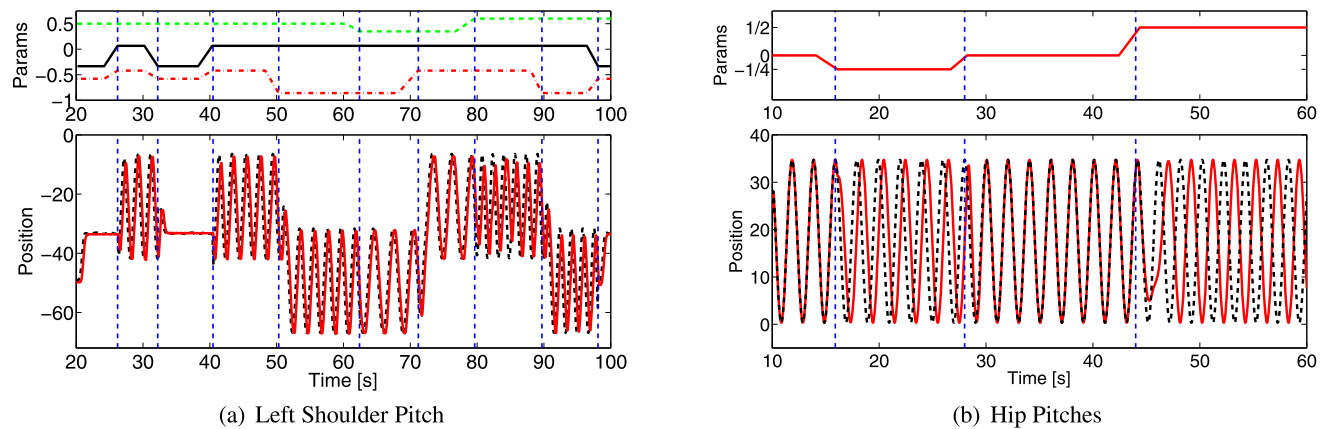 Params
0.5
0
−0.5
−1
20 30 40 50 60 70 80 90 100
Position
0
−20
−40
−60
20 30 40 50 60 70 80 90 100
Time [s]
(a) Left Shoulder Pitch
Params
1/2
0
−1/4
10 20 30 40 50 60
Position
40
30
20
10
0
10 20 30 40 50 60
Time [s]
(b) Hip Pitches